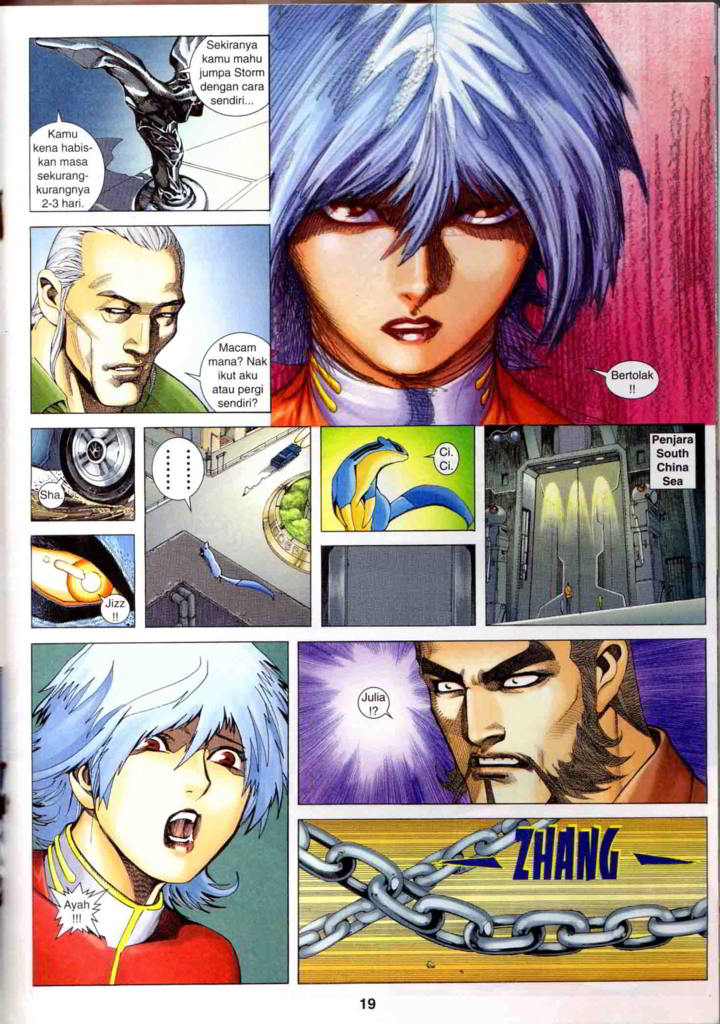 Sekiranya
kamu mahu
jumpa Storm
dengan cara
sendiri...
Kamu
kena habis-
kan masa
sekurang-
kurangnya
2-3 hari.
Macam
mana? Nak
ikut aku
atau pergi
sendiri?
Bertolak
!!
Sha.
Jizz
!!
Ci.
Ci.
Penjara
South
China
Sea
Ayah
!!!
Julia
!?
ZHANG
19